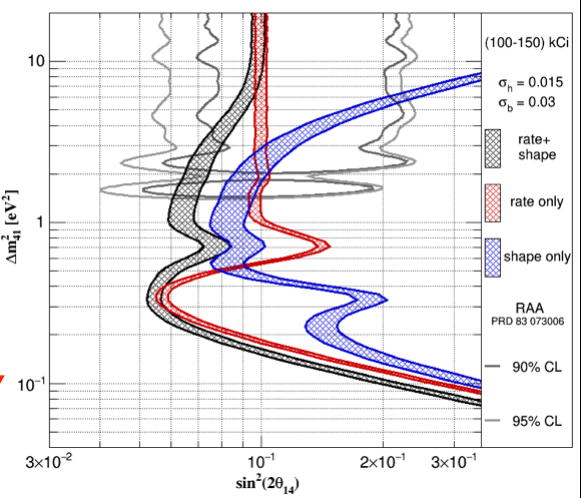 10
1
10⁻¹
Δm²₄₁ [eV²]
3×10⁻²
10⁻¹
2×10⁻¹
3×10⁻¹
sin²(2θ₁₄)
(100-150) kCi
σₕ = 0.015
σ_b = 0.03
rate+
shape
rate only
shape only
RAA
PRD 83 073006
90% CL
95% CL